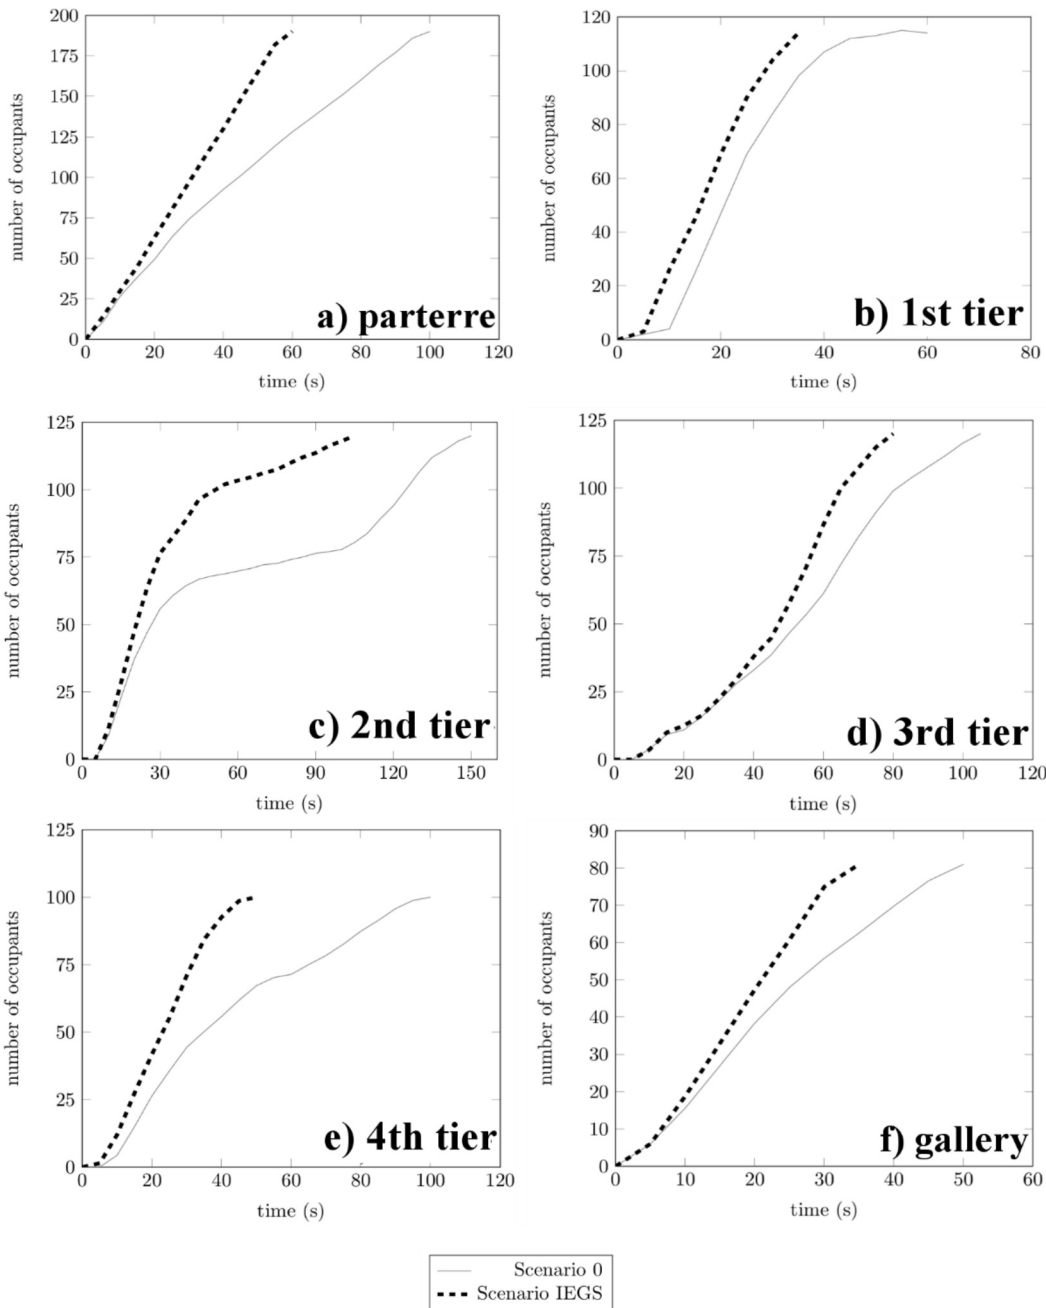 200
175
150
125
100
75
50
25
0
0 20 40 60 80 100 120
number of occupants
time (s)
a) parterre
120
100
80
60
40
20
0
0 20 40 60 80
number of occupants
time (s)
b) 1st tier
125
100
75
50
25
0
0 30 60 90 120 150
number of occupants
time (s)
c) 2nd tier
125
100
75
50
25
0
0 20 40 60 80 100 120
number of occupants
time (s)
d) 3rd tier
125
100
75
50
25
0
0 20 40 60 80 100 120
number of occupants
time (s)
e) 4th tier
90
80
70
60
50
40
30
20
10
0
0 10 20 30 40 50 60
number of occupants
time (s)
f) gallery
Scenario 0
Scenario IEGS